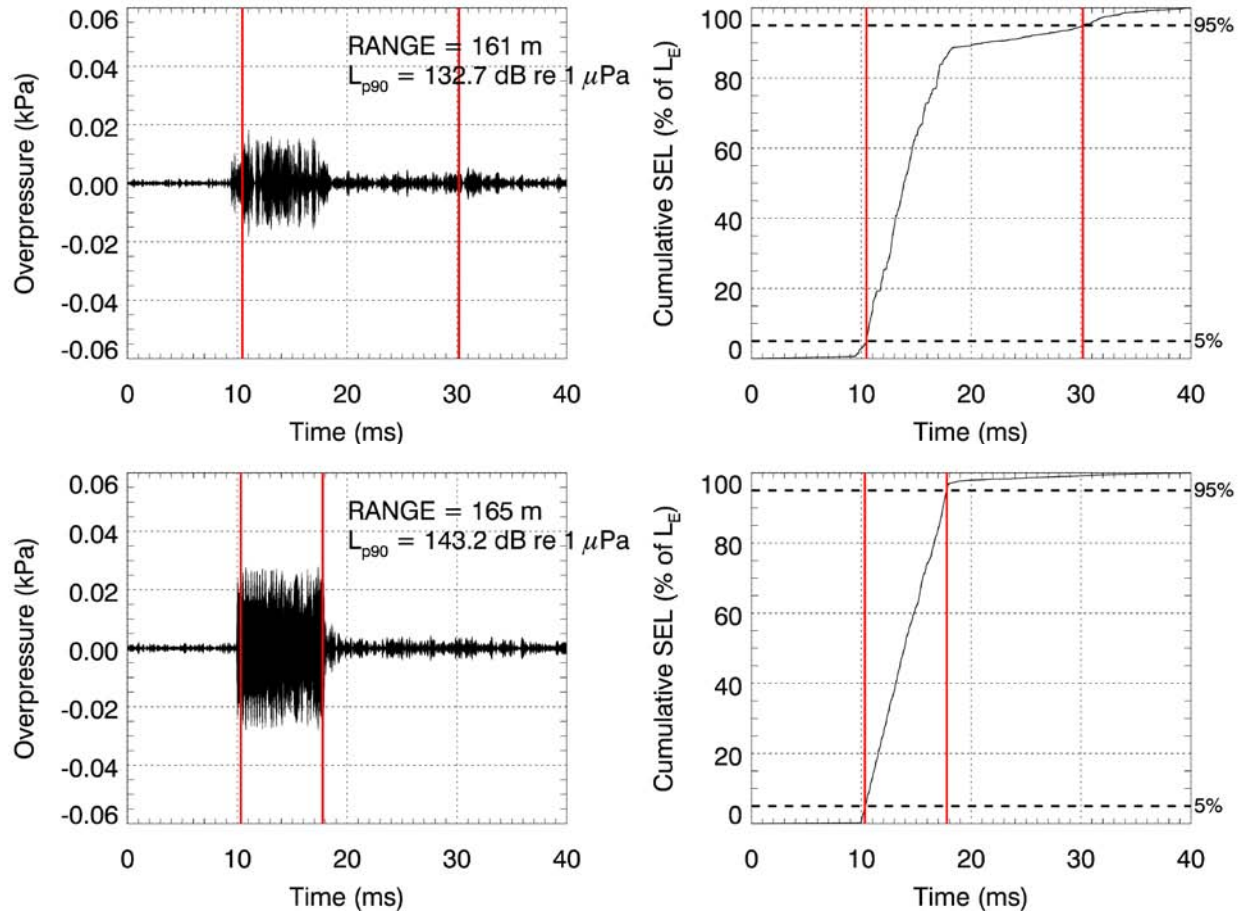 0.06
0.04
0.02
0.00
-0.02
-0.04
-0.06
Overpressure (kPa)
RANGE = 161 m
Lp90 = 132.7 dB re 1 μPa
0 10 20 30 40
Time (ms)
100
80
60
40
20
0
Cumulative SEL (% of LE)
95%
5%
0 10 20 30 40
Time (ms)
0.06
0.04
0.02
0.00
-0.02
-0.04
-0.06
Overpressure (kPa)
RANGE = 165 m
Lp90 = 143.2 dB re 1 μPa
0 10 20 30 40
Time (ms)
100
80
60
40
20
0
Cumulative SEL (% of LE)
95%
5%
0 10 20 30 40
Time (ms)